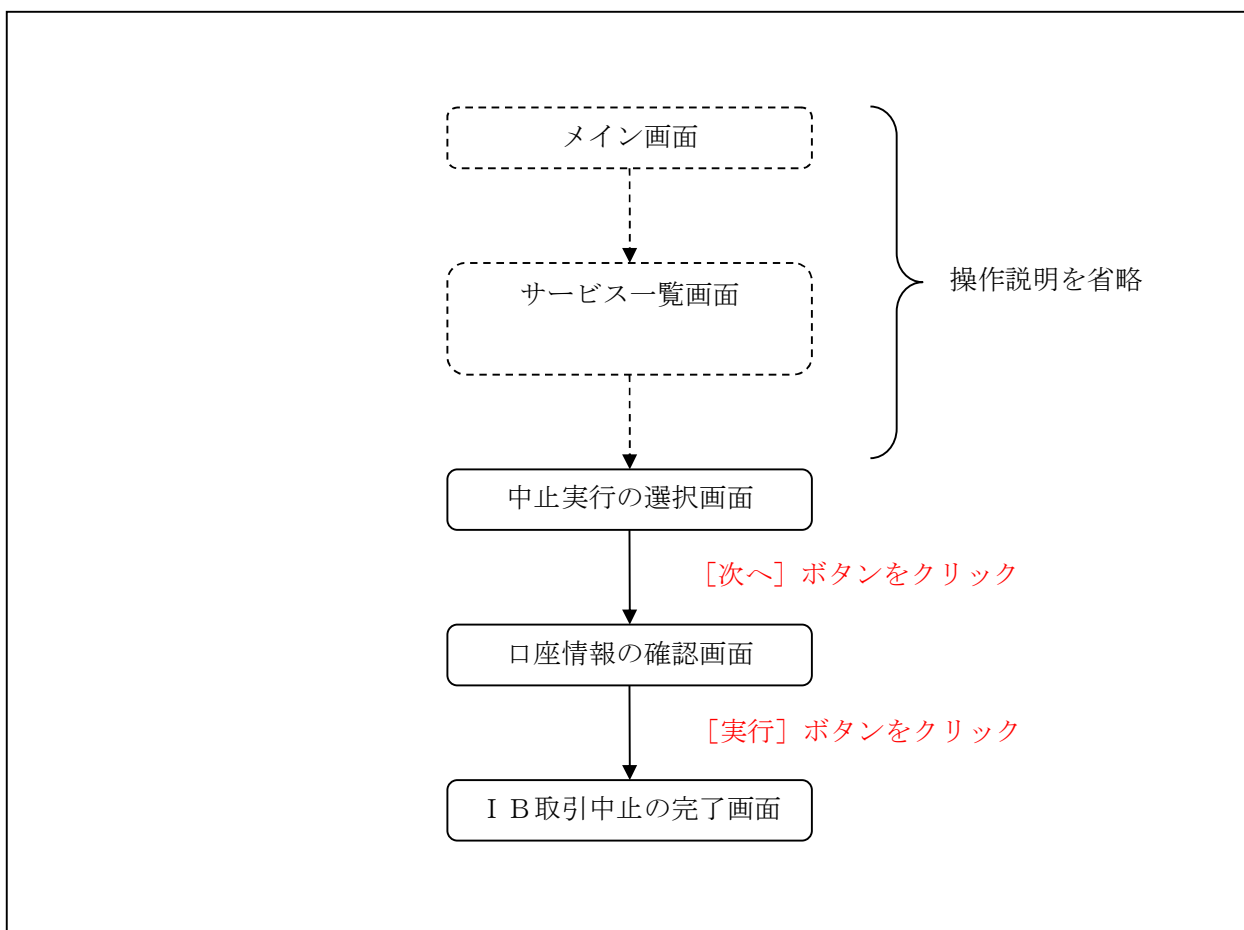 メイン画面
サービス一覧画面
操作説明を省略
中止実行の選択画面
［次へ］ボタンをクリック
口座情報の確認画面
［実行］ボタンをクリック
ＩＢ取引中止の完了画面